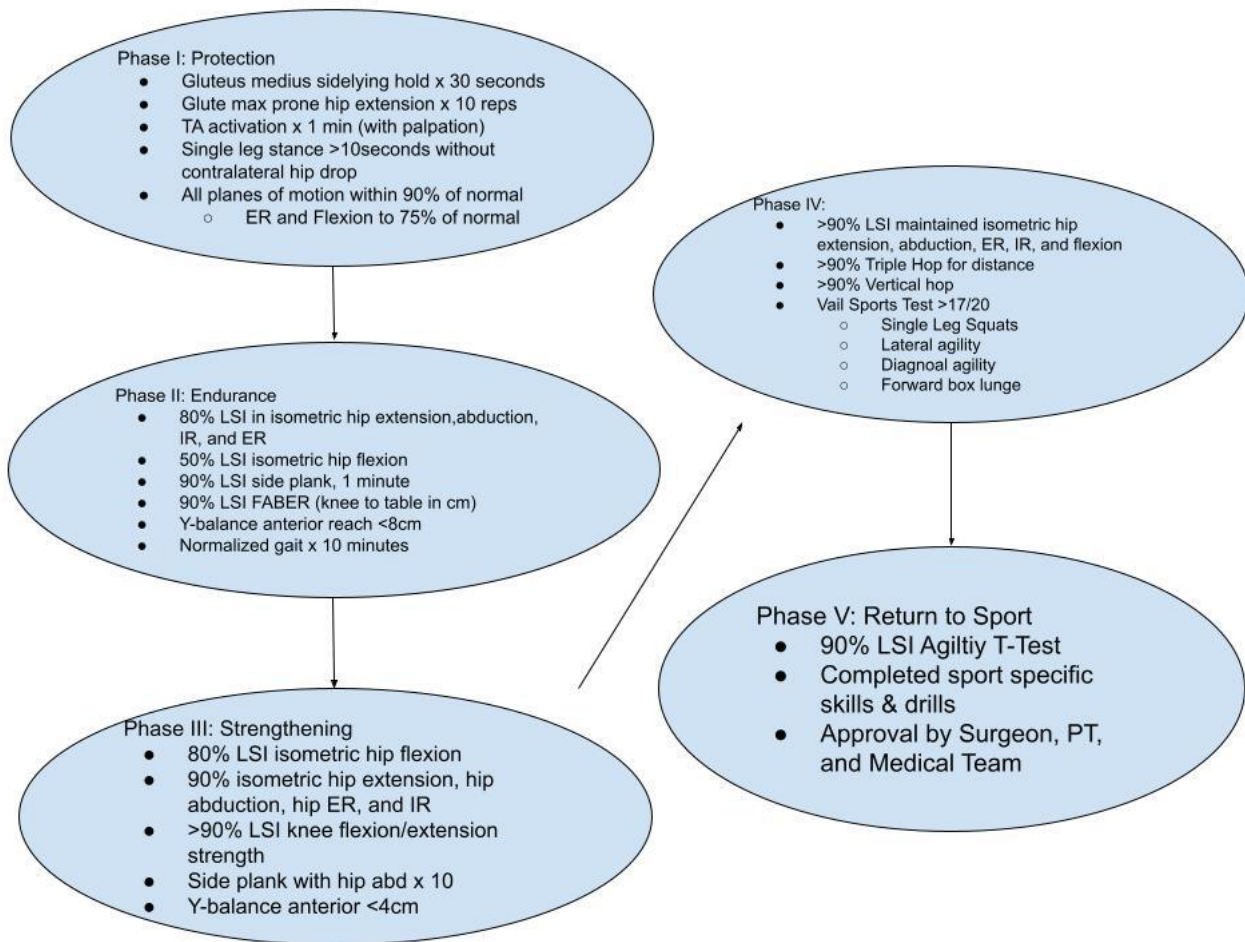 Phase I: Protection
● Gluteus medius sidelying hold x 30 seconds
● Glute max prone hip extension x 10 reps
● TA activation x 1 min (with palpation)
● Single leg stance >10seconds without
contralateral hip drop
● All planes of motion within 90% of normal
○ ER and Flexion to 75% of normal
Phase II: Endurance
● 80% LSI in isometric hip extension,abduction,
IR, and ER
● 50% LSI isometric hip flexion
● 90% LSI side plank, 1 minute
● 90% LSI FABER (knee to table in cm)
● Y-balance anterior reach <8cm
● Normalized gait x 10 minutes
Phase III: Strengthening
● 80% LSI isometric hip flexion
● 90% isometric hip extension, hip
abduction, hip ER, and IR
● >90% LSI knee flexion/extension
strength
● Side plank with hip abd x 10
● Y-balance anterior <4cm
Phase IV:
● >90% LSI maintained isometric hip
extension, abduction, ER, IR, and flexion
● >90% Triple Hop for distance
● >90% Vertical hop
● Vail Sports Test >17/20
○ Single Leg Squats
○ Lateral agility
○ Diagnoal agility
○ Forward box lunge
Phase V: Return to Sport
● 90% LSI Agiltiy T-Test
● Completed sport specific
skills & drills
● Approval by Surgeon, PT,
and Medical Team